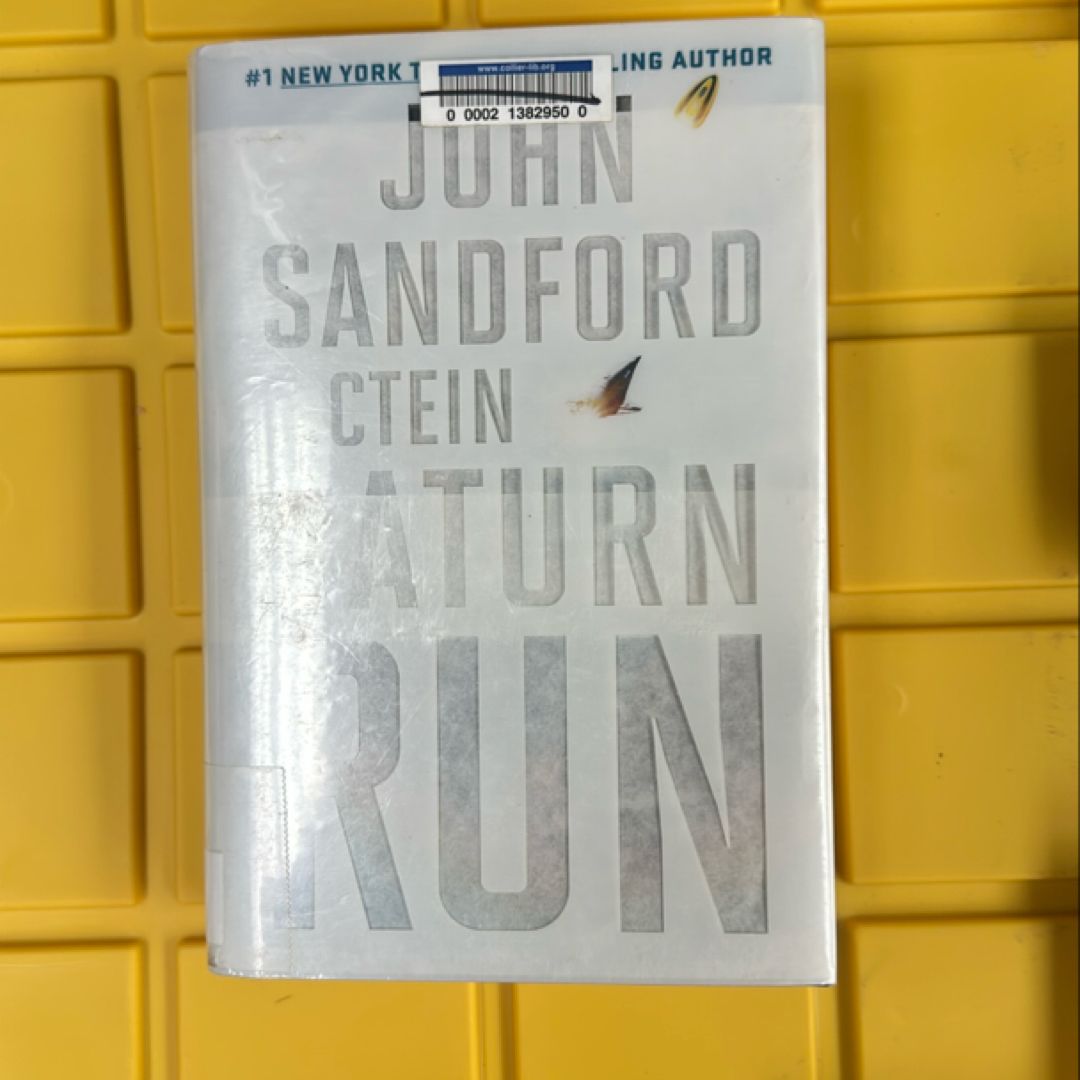 #1 NEW YORK T LING AUTHOR
www.collier-lib.org
0 0002 1382950 0
JOHN
SANDFORD
CTEIN
ATURN
RUN